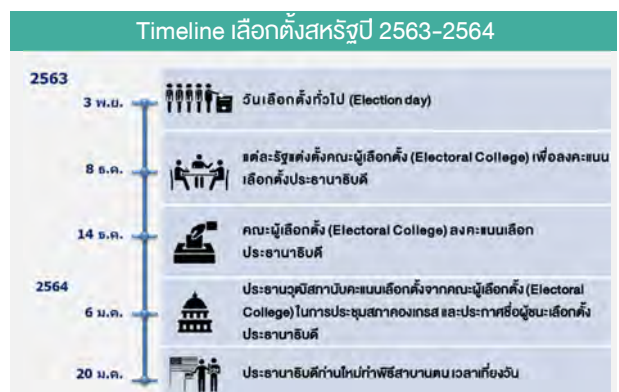 Timeline เลือกตั้งสหรัฐปี 2563-2564
2563
3 พ.ย.
วันเลือกตั้งทั่วไป (Election day)
8 ธ.ค.
แต่ละรัฐแต่งตั้งคณะผู้เลือกตั้ง (Electoral College) เพื่อลงคะแนน
เลือกตั้งประธานาธิบดี
14 ธ.ค.
คณะผู้เลือกตั้ง (Electoral College) ลงคะแนนเลือก
ประธานาธิบดี
2564
6 ม.ค.
ประธานวุฒิสภานับคะแนนเลือกตั้งจากคณะผู้เลือกตั้ง (Electoral
College) ในการประชุมสภาคองเกรส และประกาศชื่อผู้ชนะเลือกตั้ง
ประธานาธิบดี
20 ม.ค.
ประธานาธิบดีท่านใหม่ทำพิธีสาบานตน เวลาเที่ยงวัน